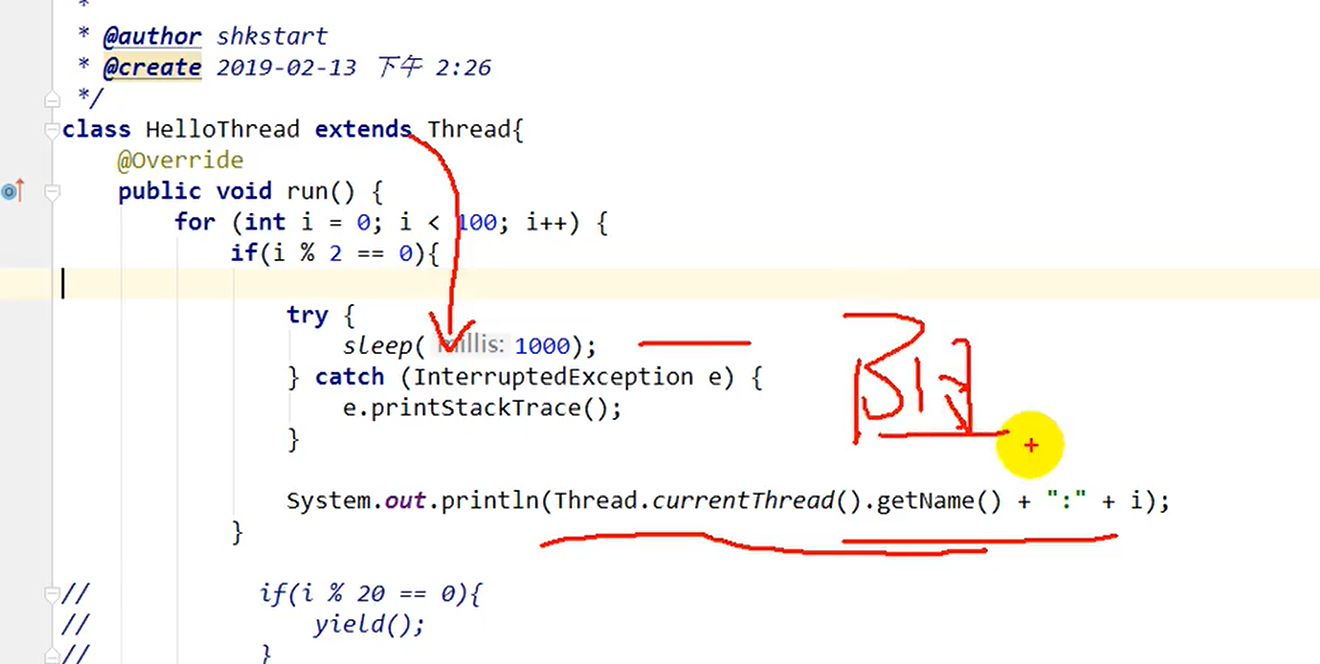 *
* @author shkstart
* @create 2019-02-13 下午 2:26
*/
class HelloThread extends Thread{
@Override
public void run() {
for (int i = 0; i < 100; i++) {
if(i % 2 == 0){
try {
sleep( millis: 1000);
} catch (InterruptedException e) {
e.printStackTrace();
}
System.out.println(Thread.currentThread().getName() + ":" + i);
}
// if(i % 20 == 0){
// yield();
// }